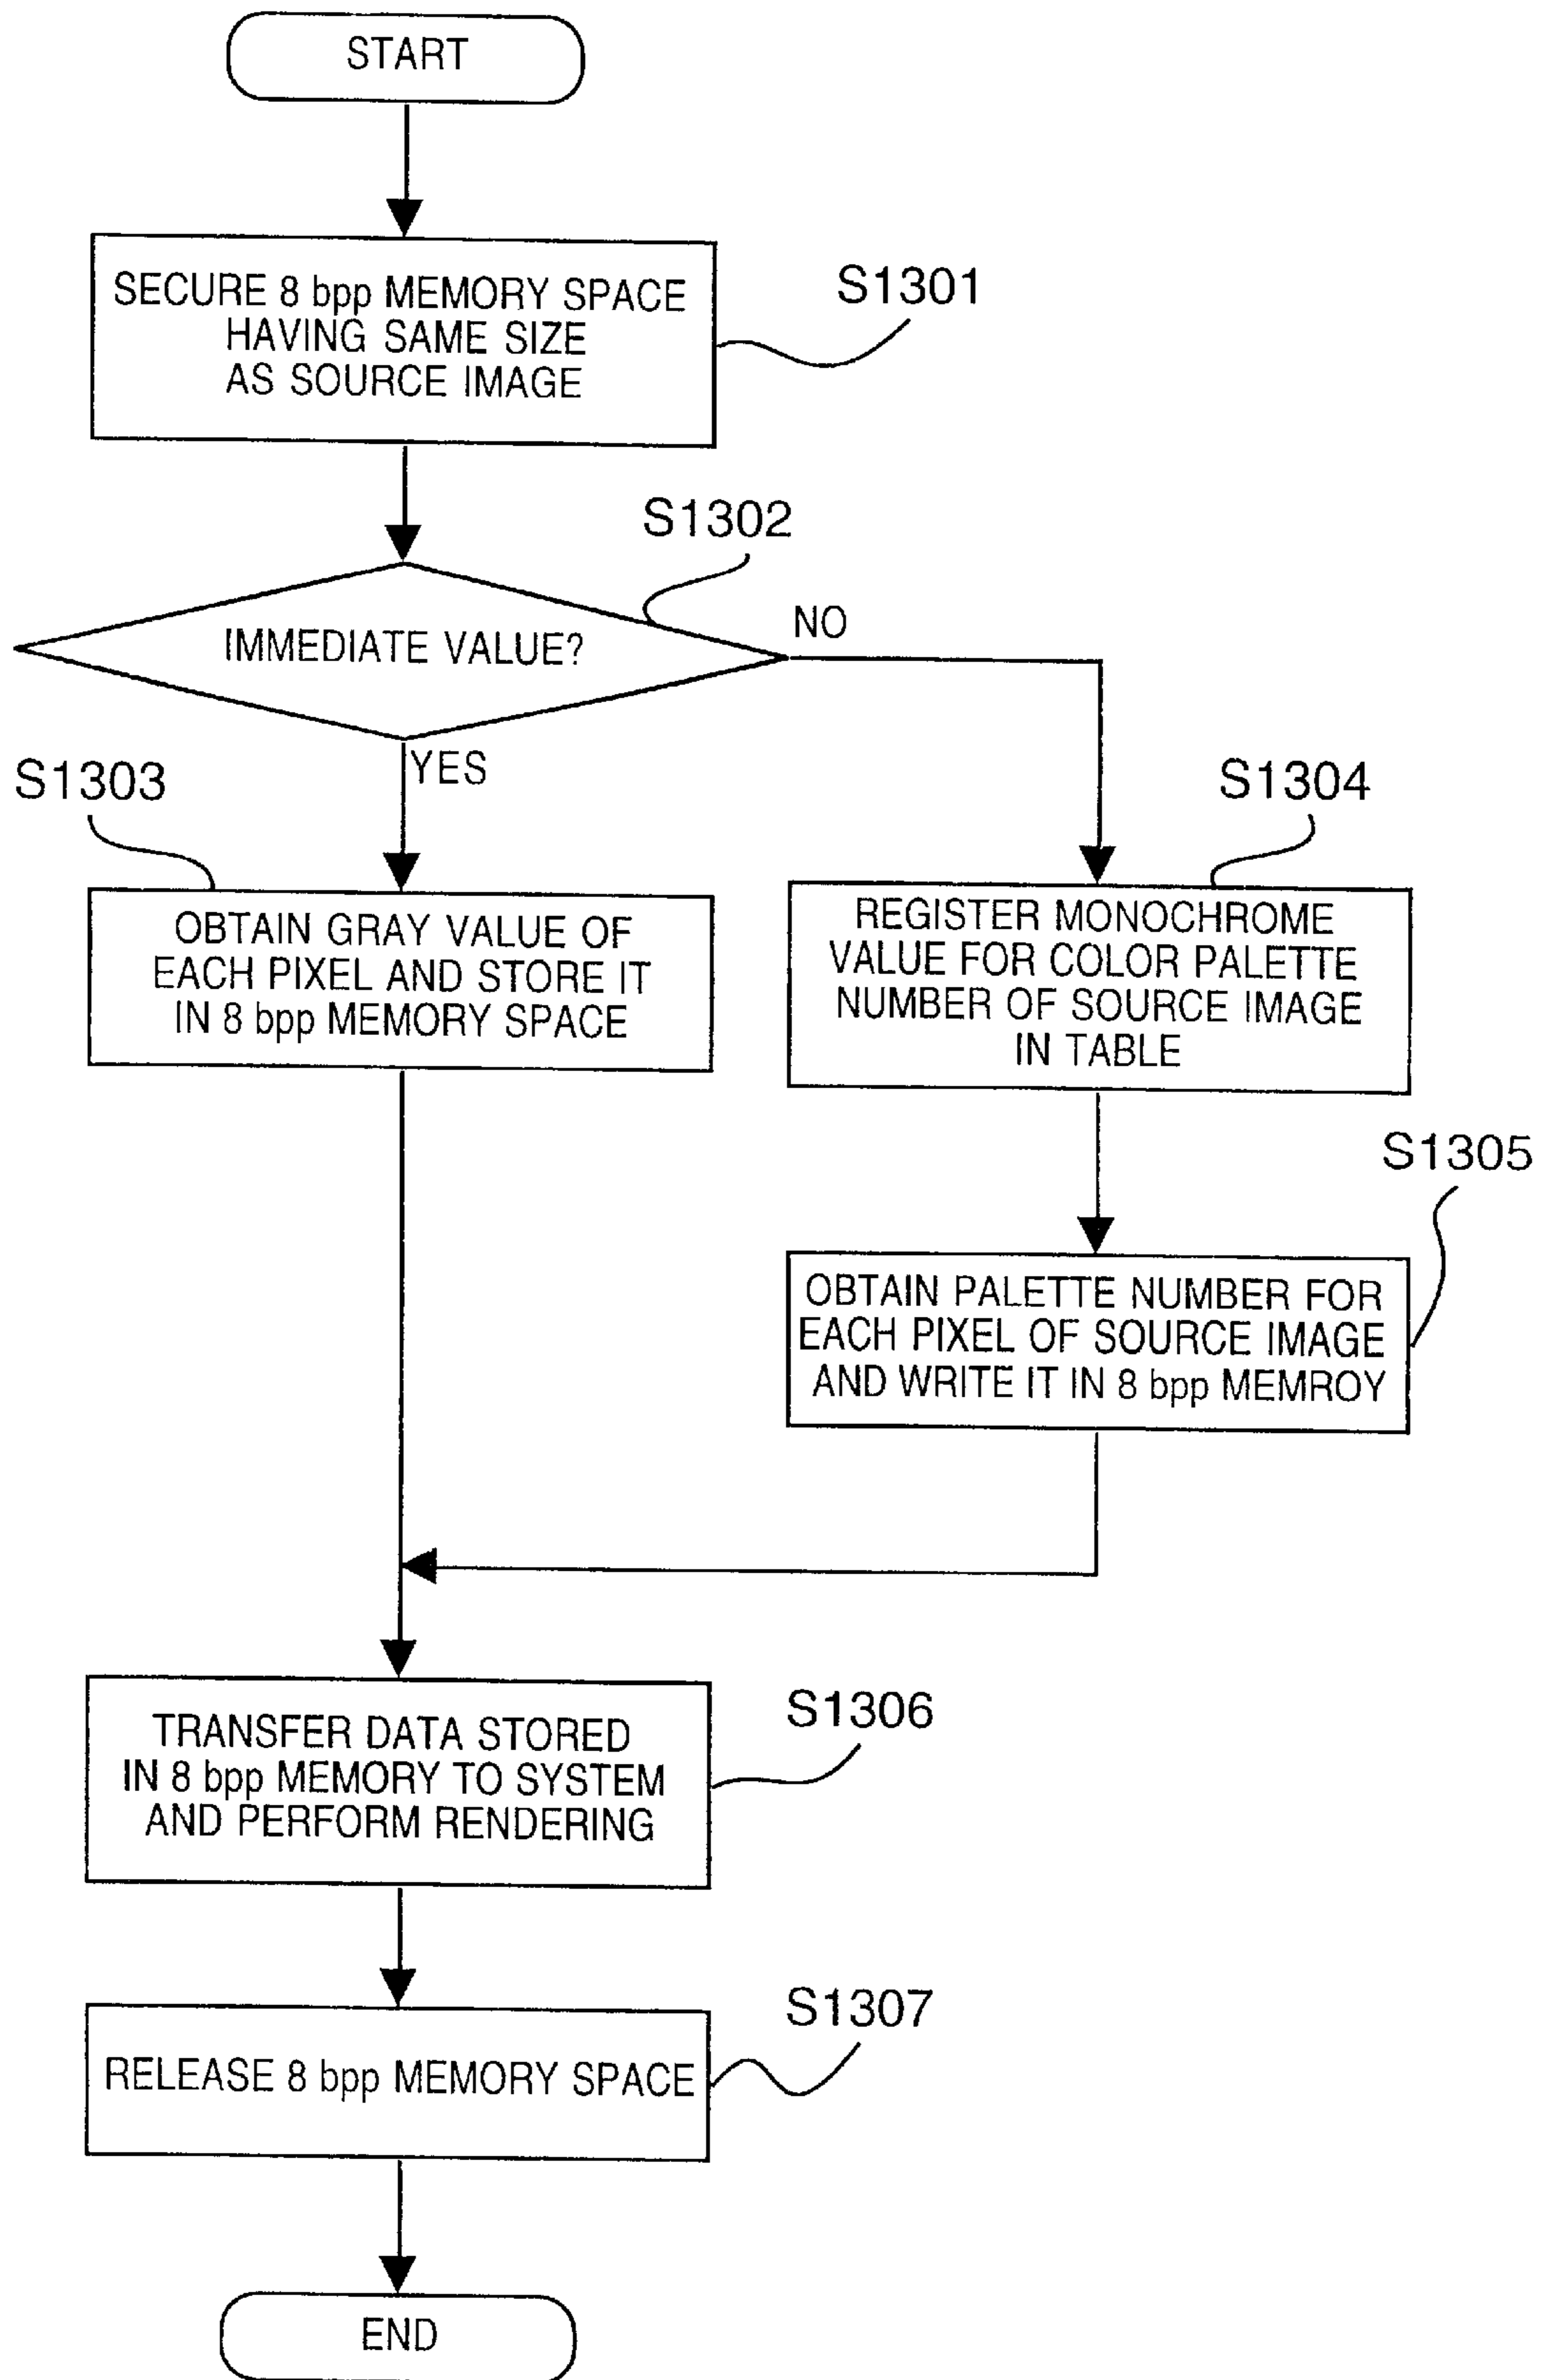 START
SECURE 8 bpp MEMORY SPACE
HAVING SAME SIZE
AS SOURCE IMAGE
S1301
S1302
IMMEDIATE VALUE?
NO
YES
S1303
OBTAIN GRAY VALUE OF
EACH PIXEL AND STORE IT
IN 8 bpp MEMORY SPACE
S1304
REGISTER MONOCHROME
VALUE FOR COLOR PALETTE
NUMBER OF SOURCE IMAGE
IN TABLE
S1305
OBTAIN PALETTE NUMBER FOR
EACH PIXEL OF SOURCE IMAGE
AND WRITE IT IN 8 bpp MEMROY
TRANSFER DATA STORED
IN 8 bpp MEMORY TO SYSTEM
AND PERFORM RENDERING
S1306
RELEASE 8 bpp MEMORY SPACE
S1307
END